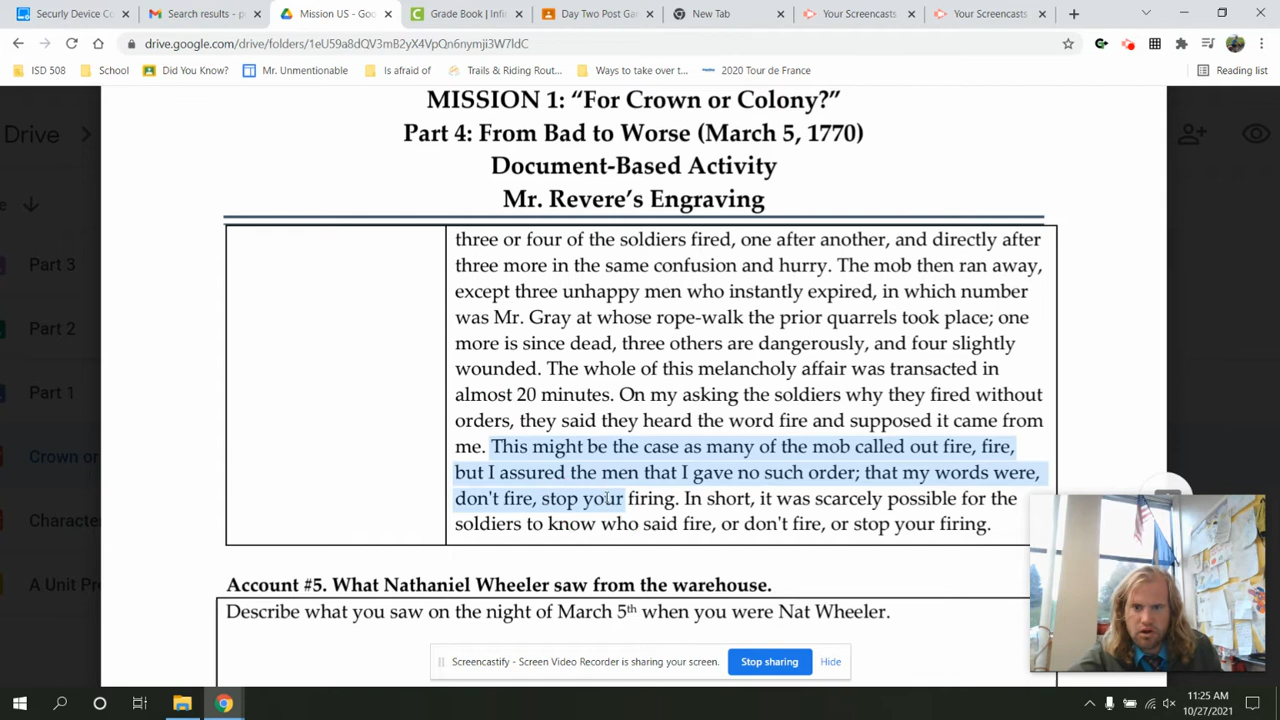 Securly Device Co
Search results - p
Mission US - Goo
Grade Book | Infin
Day Two Post Ga
New Tab
Your Screencasts
Your Screencasts
drive.google.com/drive/folders/1eU59a8dQV3mB2yX4VpQn6nymji3W7ldC
ISD 508
School
Did You Know?
Mr. Unmentionable
Is afraid of
Trails & Riding Rout...
Ways to take over t...
2020 Tour de France
Reading list
Drive
Part 3
Part 2
Part 1
Crown or
Character
A Unit Pre
MISSION 1: “For Crown or Colony?”
Part 4: From Bad to Worse (March 5, 1770)
Document-Based Activity
Mr. Revere’s Engraving
three or four of the soldiers fired, one after another, and directly after
three more in the same confusion and hurry. The mob then ran away,
except three unhappy men who instantly expired, in which number
was Mr. Gray at whose rope-walk the prior quarrels took place; one
more is since dead, three others are dangerously, and four slightly
wounded. The whole of this melancholy affair was transacted in
almost 20 minutes. On my asking the soldiers why they fired without
orders, they said they heard the word fire and supposed it came from
me. This might be the case as many of the mob called out fire, fire,
but I assured the men that I gave no such order; that my words were,
don't fire, stop your firing. In short, it was scarcely possible for the
soldiers to know who said fire, or don't fire, or stop your firing.
Account #5. What Nathaniel Wheeler saw from the warehouse.
Describe what you saw on the night of March 5th when you were Nat Wheeler.
Screencastify - Screen Video Recorder is sharing your screen.
Stop sharing
Hide
11:25 AM
10/27/2021